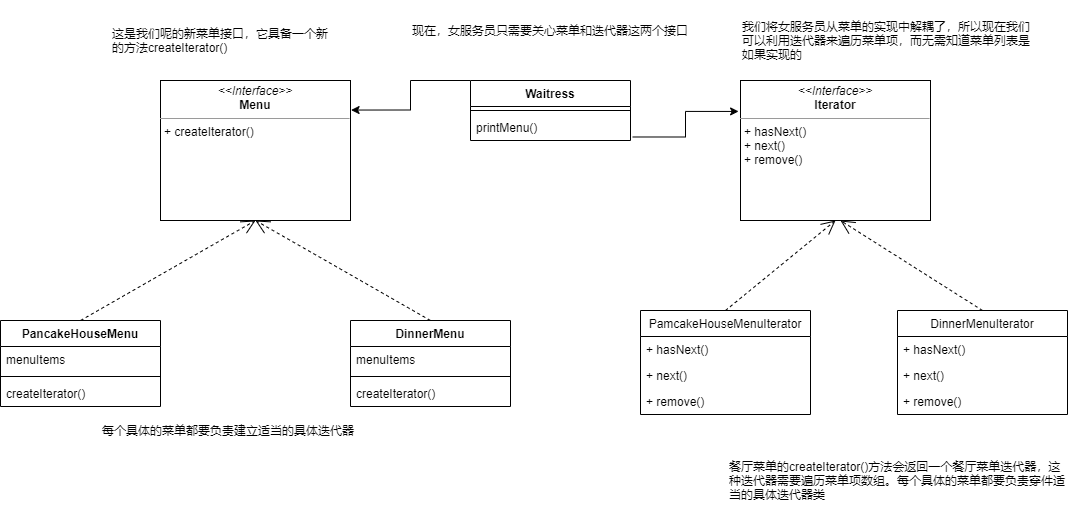 这是我们呢的新菜单接口，它具备一个新
的方法createIterator()
现在，女服务员只需要关心菜单和迭代器这两个接口
我们将女服务员从菜单的实现中解耦了，所以现在我们
可以利用迭代器来遍历菜单项，而无需知道菜单列表是
如果实现的
<<Interface>>
Menu
+ createIterator()
Waitress
printMenu()
<<Interface>>
Iterator
+ hasNext()
+ next()
+ remove()
PancakeHouseMenu
menuItems
createIterator()
DinnerMenu
menuItems
createIterator()
PamcakeHouseMenuIterator
+ hasNext()
+ next()
+ remove()
DinnerMenuIterator
+ hasNext()
+ next()
+ remove()
每个具体的菜单都要负责建立适当的具体迭代器
餐厅菜单的createIterator()方法会返回一个餐厅菜单迭代器，这
种迭代器需要遍历菜单项数组。每个具体的菜单都要负责穿件适
当的具体迭代器类